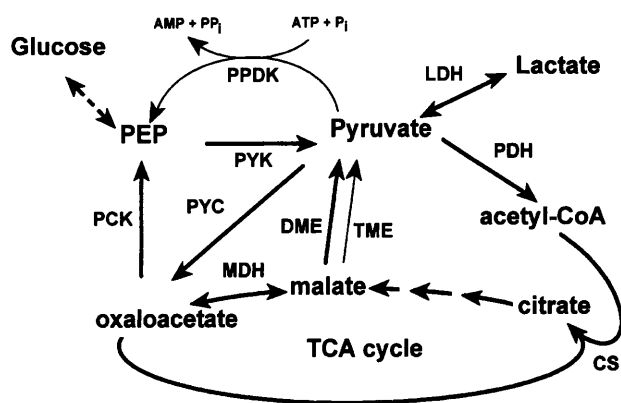 AMP + PPi ATP + Pi
Glucose
PPDK
LDH
Lactate
PEP
Pyruvate
PYK
PDH
PCK
PYC
DME
TME
acetyl-CoA
MDH
malate
citrate
oxaloacetate
TCA cycle
CS